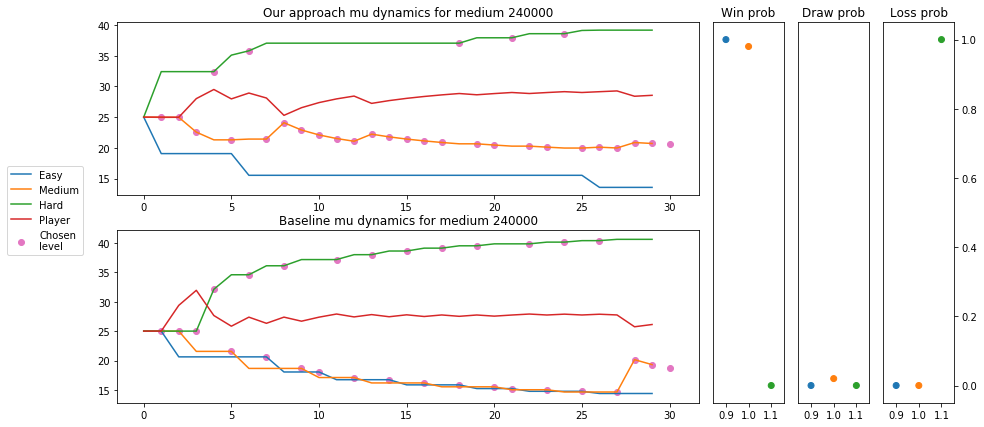 Our approach mu dynamics for medium 240000
40
35
30
25
20
15
0
5
10
15
20
25
30
Easy
Medium
Hard
Player
Chosen
level
Baseline mu dynamics for medium 240000
40
35
30
25
20
15
0
5
10
15
20
25
30
Win prob
0.9 1.0 1.1
Draw prob
0.9 1.0 1.1
Loss prob
0.9 1.0 1.1
1.0
0.8
0.6
0.4
0.2
0.0